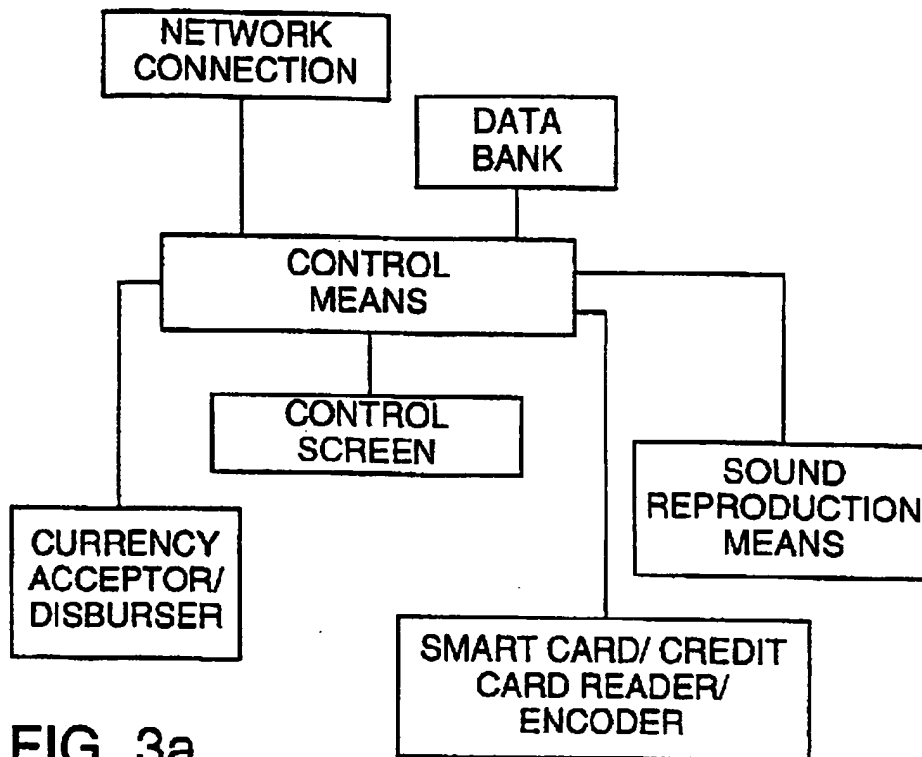 NETWORK
CONNECTION
DATA
BANK
CONTROL
MEANS
CONTROL
SCREEN
SOUND
REPRODUCTION
MEANS
CURRENCY
ACCEPTOR/
DISBURSER
SMART CARD/ CREDIT
CARD READER/
ENCODER
FIG. 3a